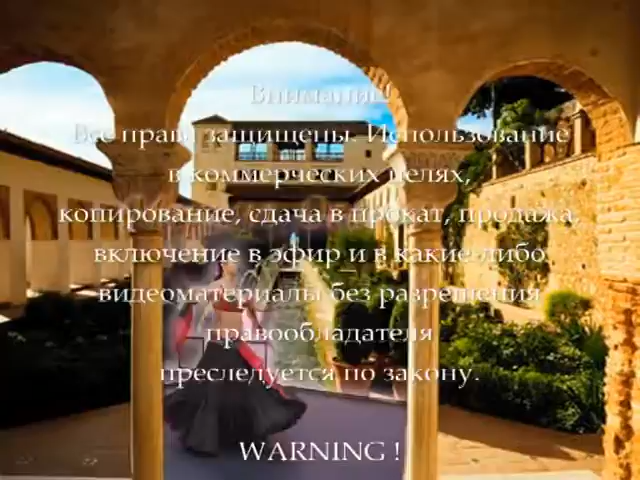 Внимание!
Все права защищены. Использование
в коммерческих целях,
копирование, сдача в прокат, продажа,
включение в эфир и в какие-либо
видеоматериалы без разрешения
правообладателя
преследуется по закону.
WARNING !